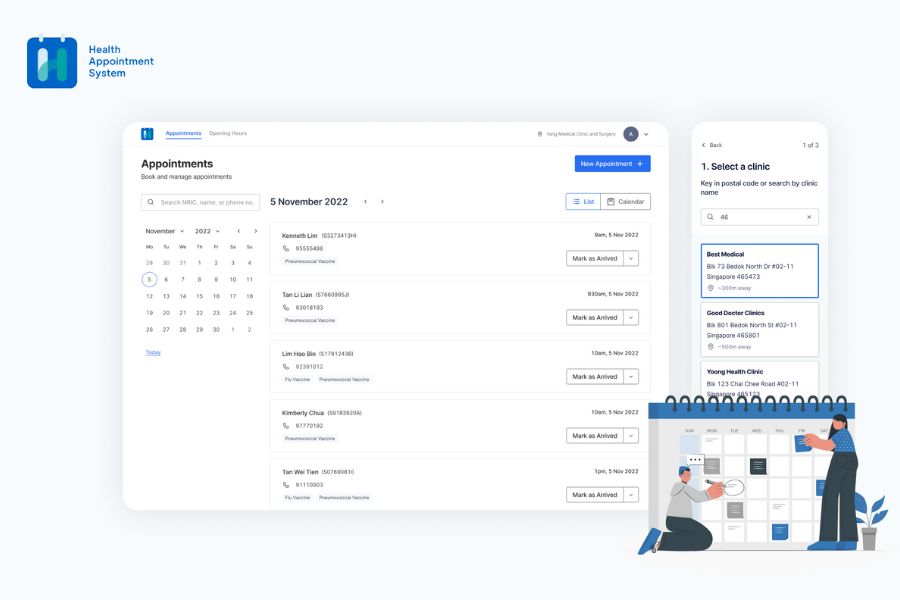 Health
Appointment
System
Appointments Opening Hours
Yang Medical Clinic and Surgery A
Appointments
Book and manage appointments
New Appointment +
Search NRIC, name, or phone no.
5 November 2022
List Calendar
November 2022
Mo Tu We Th Fr Sa Su
29 30 31 1 2 3 4
5 6 7 8 9 10 11
12 13 14 15 16 17 18
19 20 21 22 23 24 25
26 27 28 29 30 1 2
Today
Kenneth Lim (S3273413H)
9am, 5 Nov 2022
95555496
Mark as Arrived
Pneumococcal Vaccine
Tan Li Lian (S7660995J)
930am, 5 Nov 2022
93018193
Mark as Arrived
Pneumococcal Vaccine
Lim Hao Bin (S1781243B)
10am, 5 Nov 2022
92391012
Mark as Arrived
Flu Vaccine Pneumococcal Vaccine
Kimberly Chua (S9183920A)
10am, 5 Nov 2022
97770192
Mark as Arrived
Pneumococcal Vaccine
Tan Wei Tien
1pm, 5 Nov 2022
91110003
Mark as Arrived
Flu Vaccine Pneumococcal Vaccine
Back 1 of 3
1. Select a clinic
Key in postal code or search by clinic
name
46
Best Medical
Blk 73 Bedok North Dr #02-11
Singapore 465473
~300m away
Good Doctor Clinics
Blk 801 Bedok North St #02-11
Singapore 465801
~500m away
Yoong Health Clinic
Blk 123 Chai Chee Road #02-11
Singapore 465123
SUN MON TUE WED THU FRI SAT